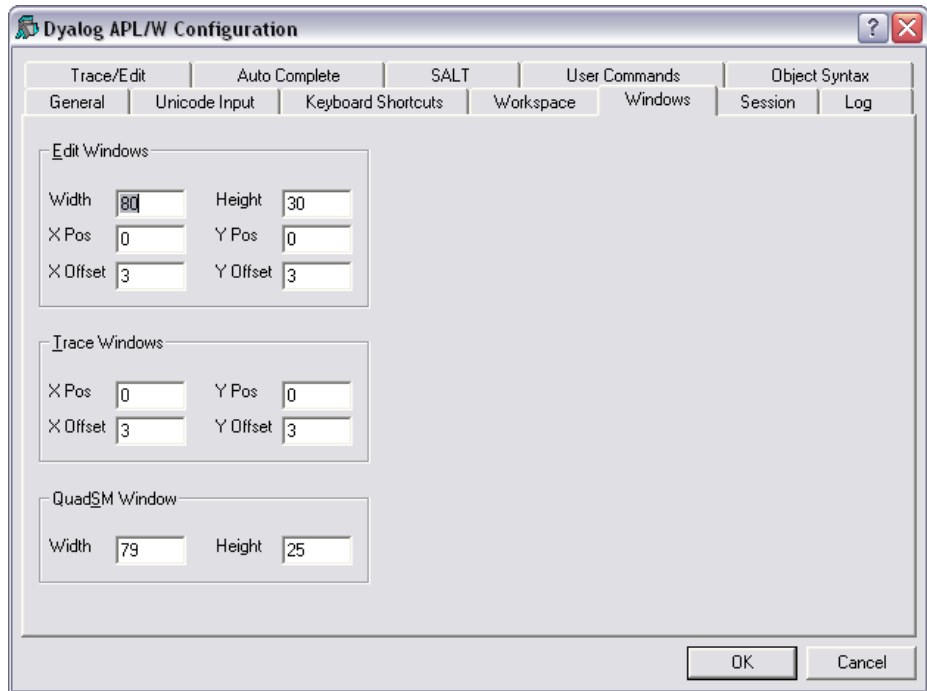 Dyalog APL/W Configuration
?
Trace/Edit Auto Complete SALT User Commands Object Syntax
General Unicode Input Keyboard Shortcuts Workspace Windows Session Log
Edit Windows
Width 80 Height 30
X Pos 0 Y Pos 0
X Offset 3 Y Offset 3
Trace Windows
X Pos 0 Y Pos 0
X Offset 3 Y Offset 3
QuadSM Window
Width 79 Height 25
OK Cancel